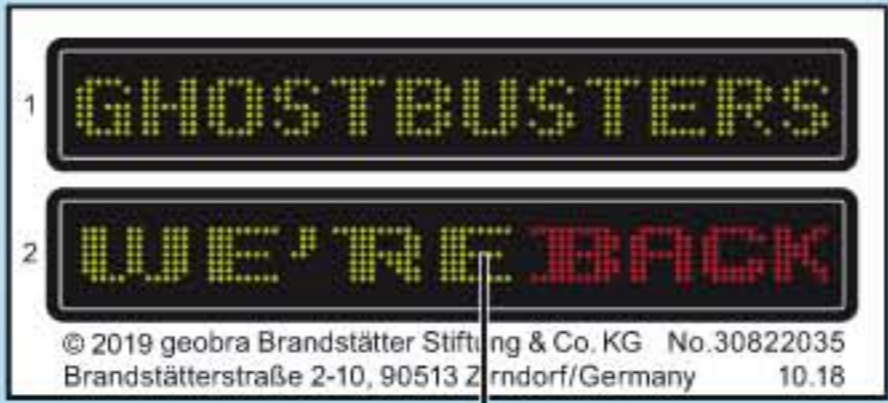 1 GHOSTBUSTERS
2 WE'RE BACK
© 2019 geobra Brandstätter Stiftung & Co. KG No.30822035
Brandstätterstraße 2-10, 90513 Zirndorf/Germany 10.18